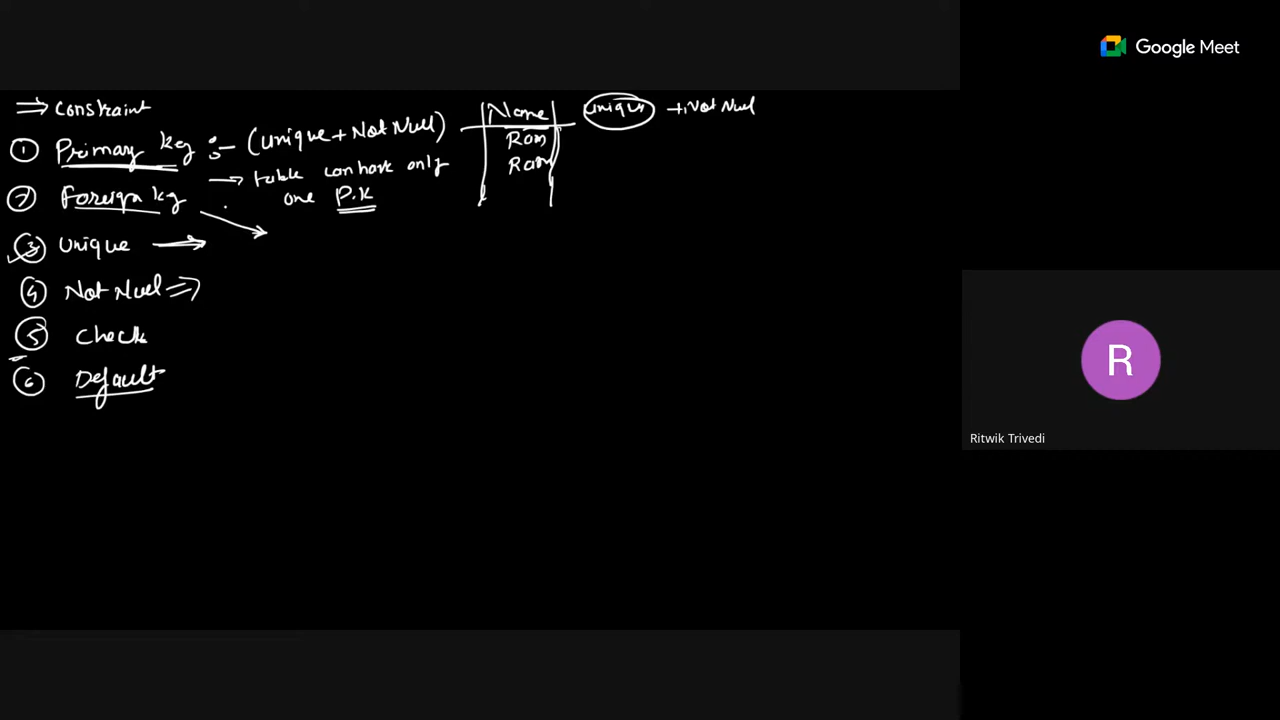 ⇒ Constraint
① Primary key :- (Unique + Not Null)
→ table can have only
one P.K
② Foreign key
③ Unique →
④ Not Null ⇒
⑤ Check
⑥ Default
Name
Ram
Ram
Unique + Not Null
Google Meet
R
Ritwik Trivedi